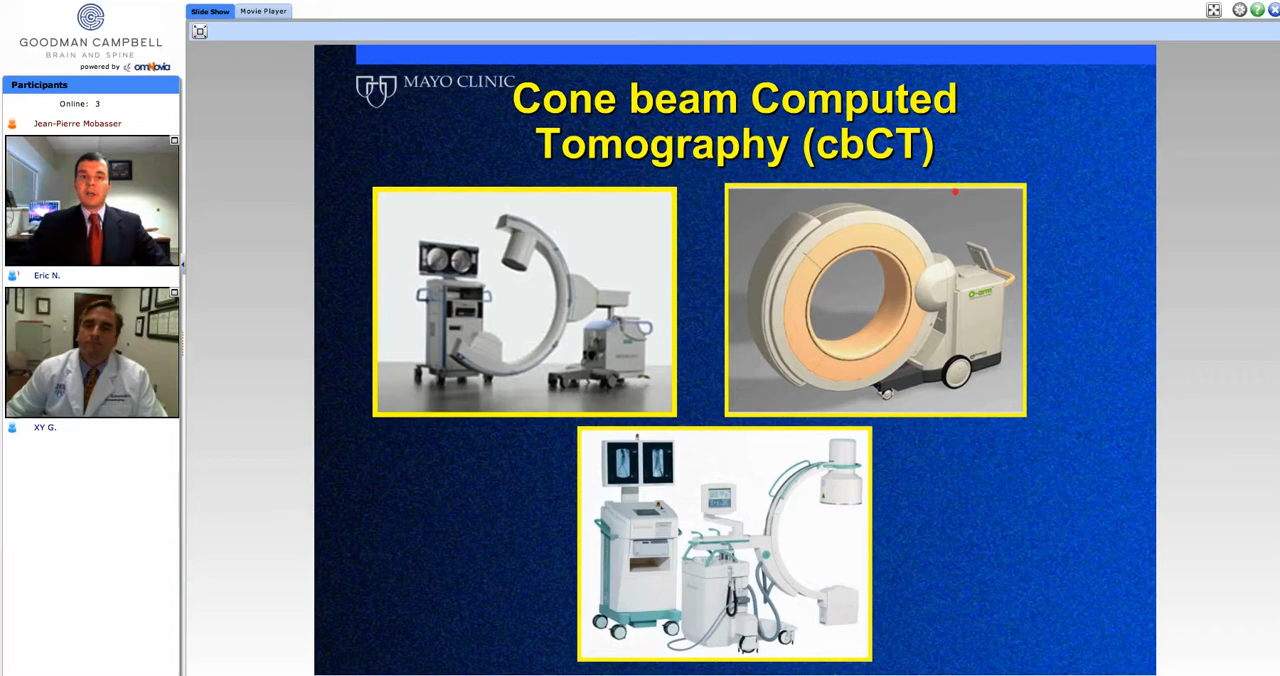 GOODMAN CAMPBELL
BRAIN AND SPINE
powered by omNovia
Participants
Online: 3
Jean-Pierre Mobasser
Eric N.
XY G.
Slide Show
Movie Player
MAYO CLINIC
Cone beam Computed
Tomography (cbCT)
O-arm